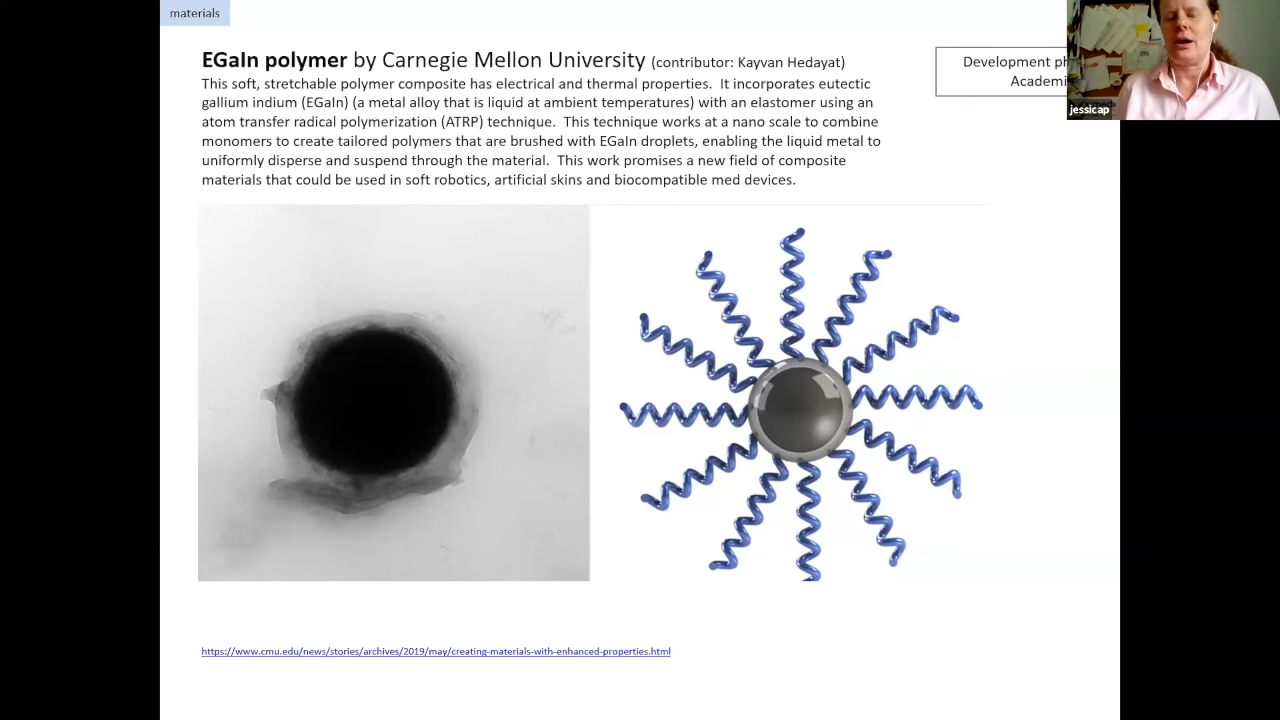 materials
EGaIn polymer by Carnegie Mellon University (contributor: Kayvan Hedayat)
This soft, stretchable polymer composite has electrical and thermal properties. It incorporates eutectic
gallium indium (EGaIn) (a metal alloy that is liquid at ambient temperatures) with an elastomer using an
atom transfer radical polymerization (ATRP) technique. This technique works at a nano scale to combine
monomers to create tailored polymers that are brushed with EGaIn droplets, enabling the liquid metal to
uniformly disperse and suspend through the material. This work promises a new field of composite
materials that could be used in soft robotics, artificial skins and biocompatible med devices.
Development ph
Academi
jessicap
https://www.cmu.edu/news/stories/archives/2019/may/creating-materials-with-enhanced-properties.html